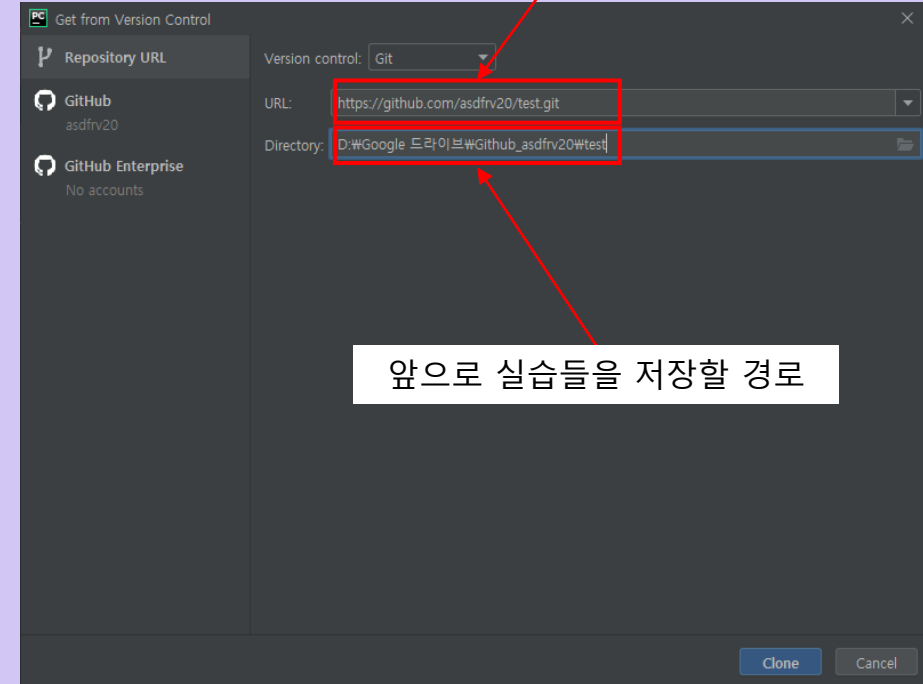 PC Get from Version Control
Repository URL
Version control: Git
GitHub
asdfrv20
URL: https://github.com/asdfrv20/test.git
Directory: D:₩Google 드라이브₩Github_asdfrv20₩test
GitHub Enterprise
No accounts
앞으로 실습들을 저장할 경로
Clone Cancel